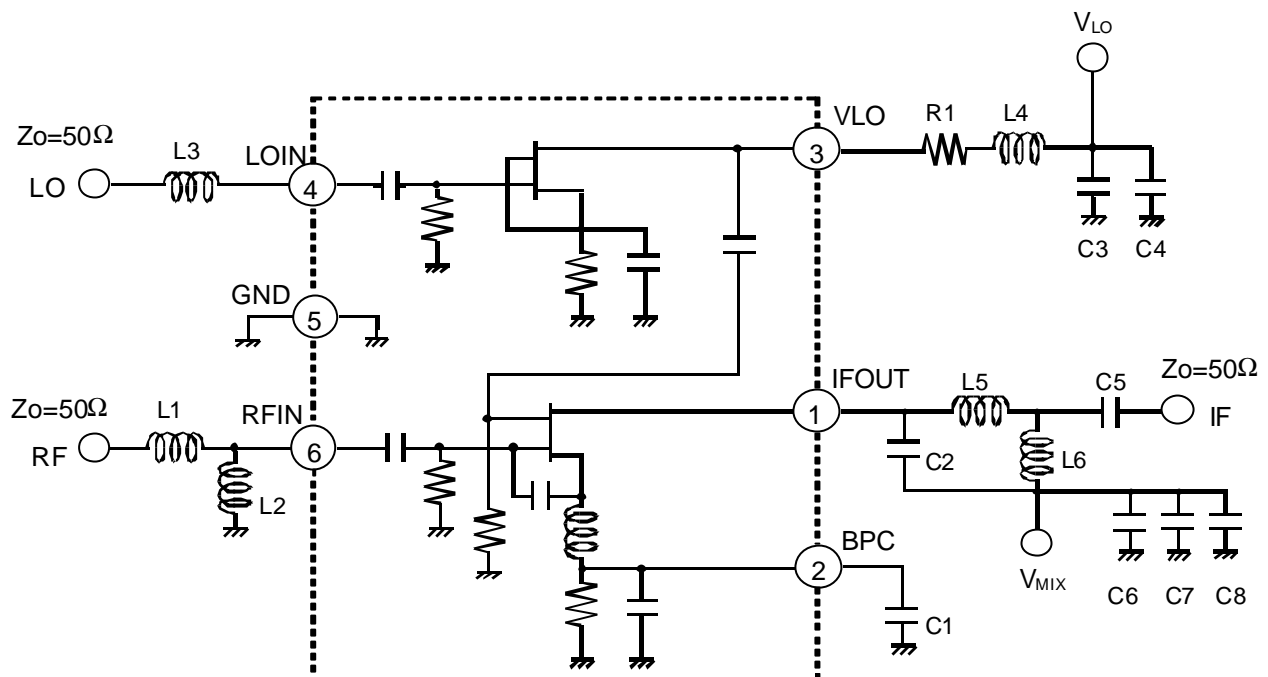 VLO
Zo=50Ω
L3
LOIN
VLO
R1
L4
LO
4
3
C3
C4
GND
5
IFOUT
Zo=50Ω
L5
C5
Zo=50Ω
L1
RFIN
1
IF
RF
6
C2
L6
L2
BPC
2
VMIX
C6
C7
C8
C1